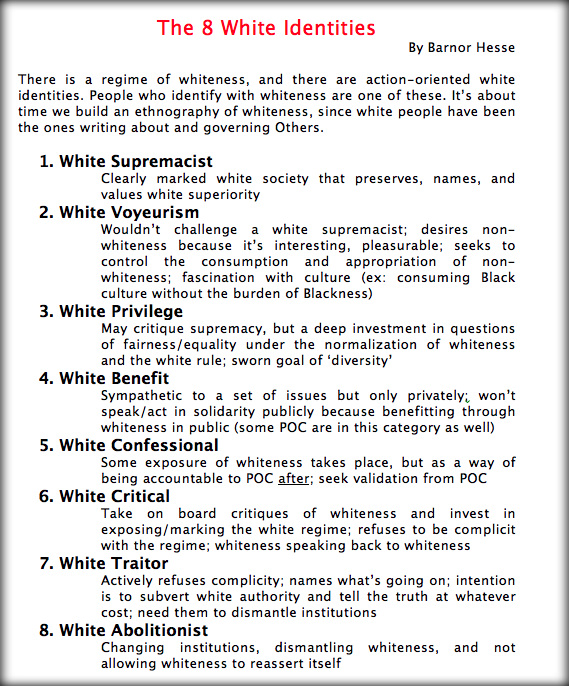 The 8 White Identities
By Barnor Hesse
There is a regime of whiteness, and there are action-oriented white
identities. People who identify with whiteness are one of these. It's about
time we build an ethnography of whiteness, since white people have been
the ones writing about and governing Others.
1. White Supremacist
Clearly marked white society that preserves, names, and
values white superiority
2. White Voyeurism
Wouldn't challenge a white supremacist; desires non-
whiteness because it's interesting, pleasurable; seeks to
control the consumption and appropriation of non-
whiteness; fascination with culture (ex: consuming Black
culture without the burden of Blackness)
3. White Privilege
May critique supremacy, but a deep investment in questions
of fairness/equality under the normalization of whiteness
and the white rule; sworn goal of 'diversity'
4. White Benefit
Sympathetic to a set of issues but only privately; won't
speak/act in solidarity publicly because benefitting through
whiteness in public (some POC are in this category as well)
5. White Confessional
Some exposure of whiteness takes place, but as a way of
being accountable to POC after; seek validation from POC
6. White Critical
Take on board critiques of whiteness and invest in
exposing/marking the white regime; refuses to be complicit
with the regime; whiteness speaking back to whiteness
7. White Traitor
Actively refuses complicity; names what's going on; intention
is to subvert white authority and tell the truth at whatever
cost; need them to dismantle institutions
8. White Abolitionist
Changing institutions, dismantling whiteness, and not
allowing whiteness to reassert itself